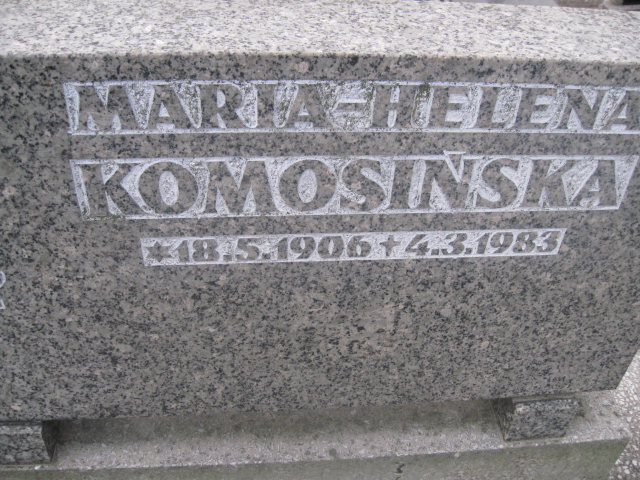 MARIA-HELENA
KOMOSIŃSKA
*18.5.1906+4.3.1983